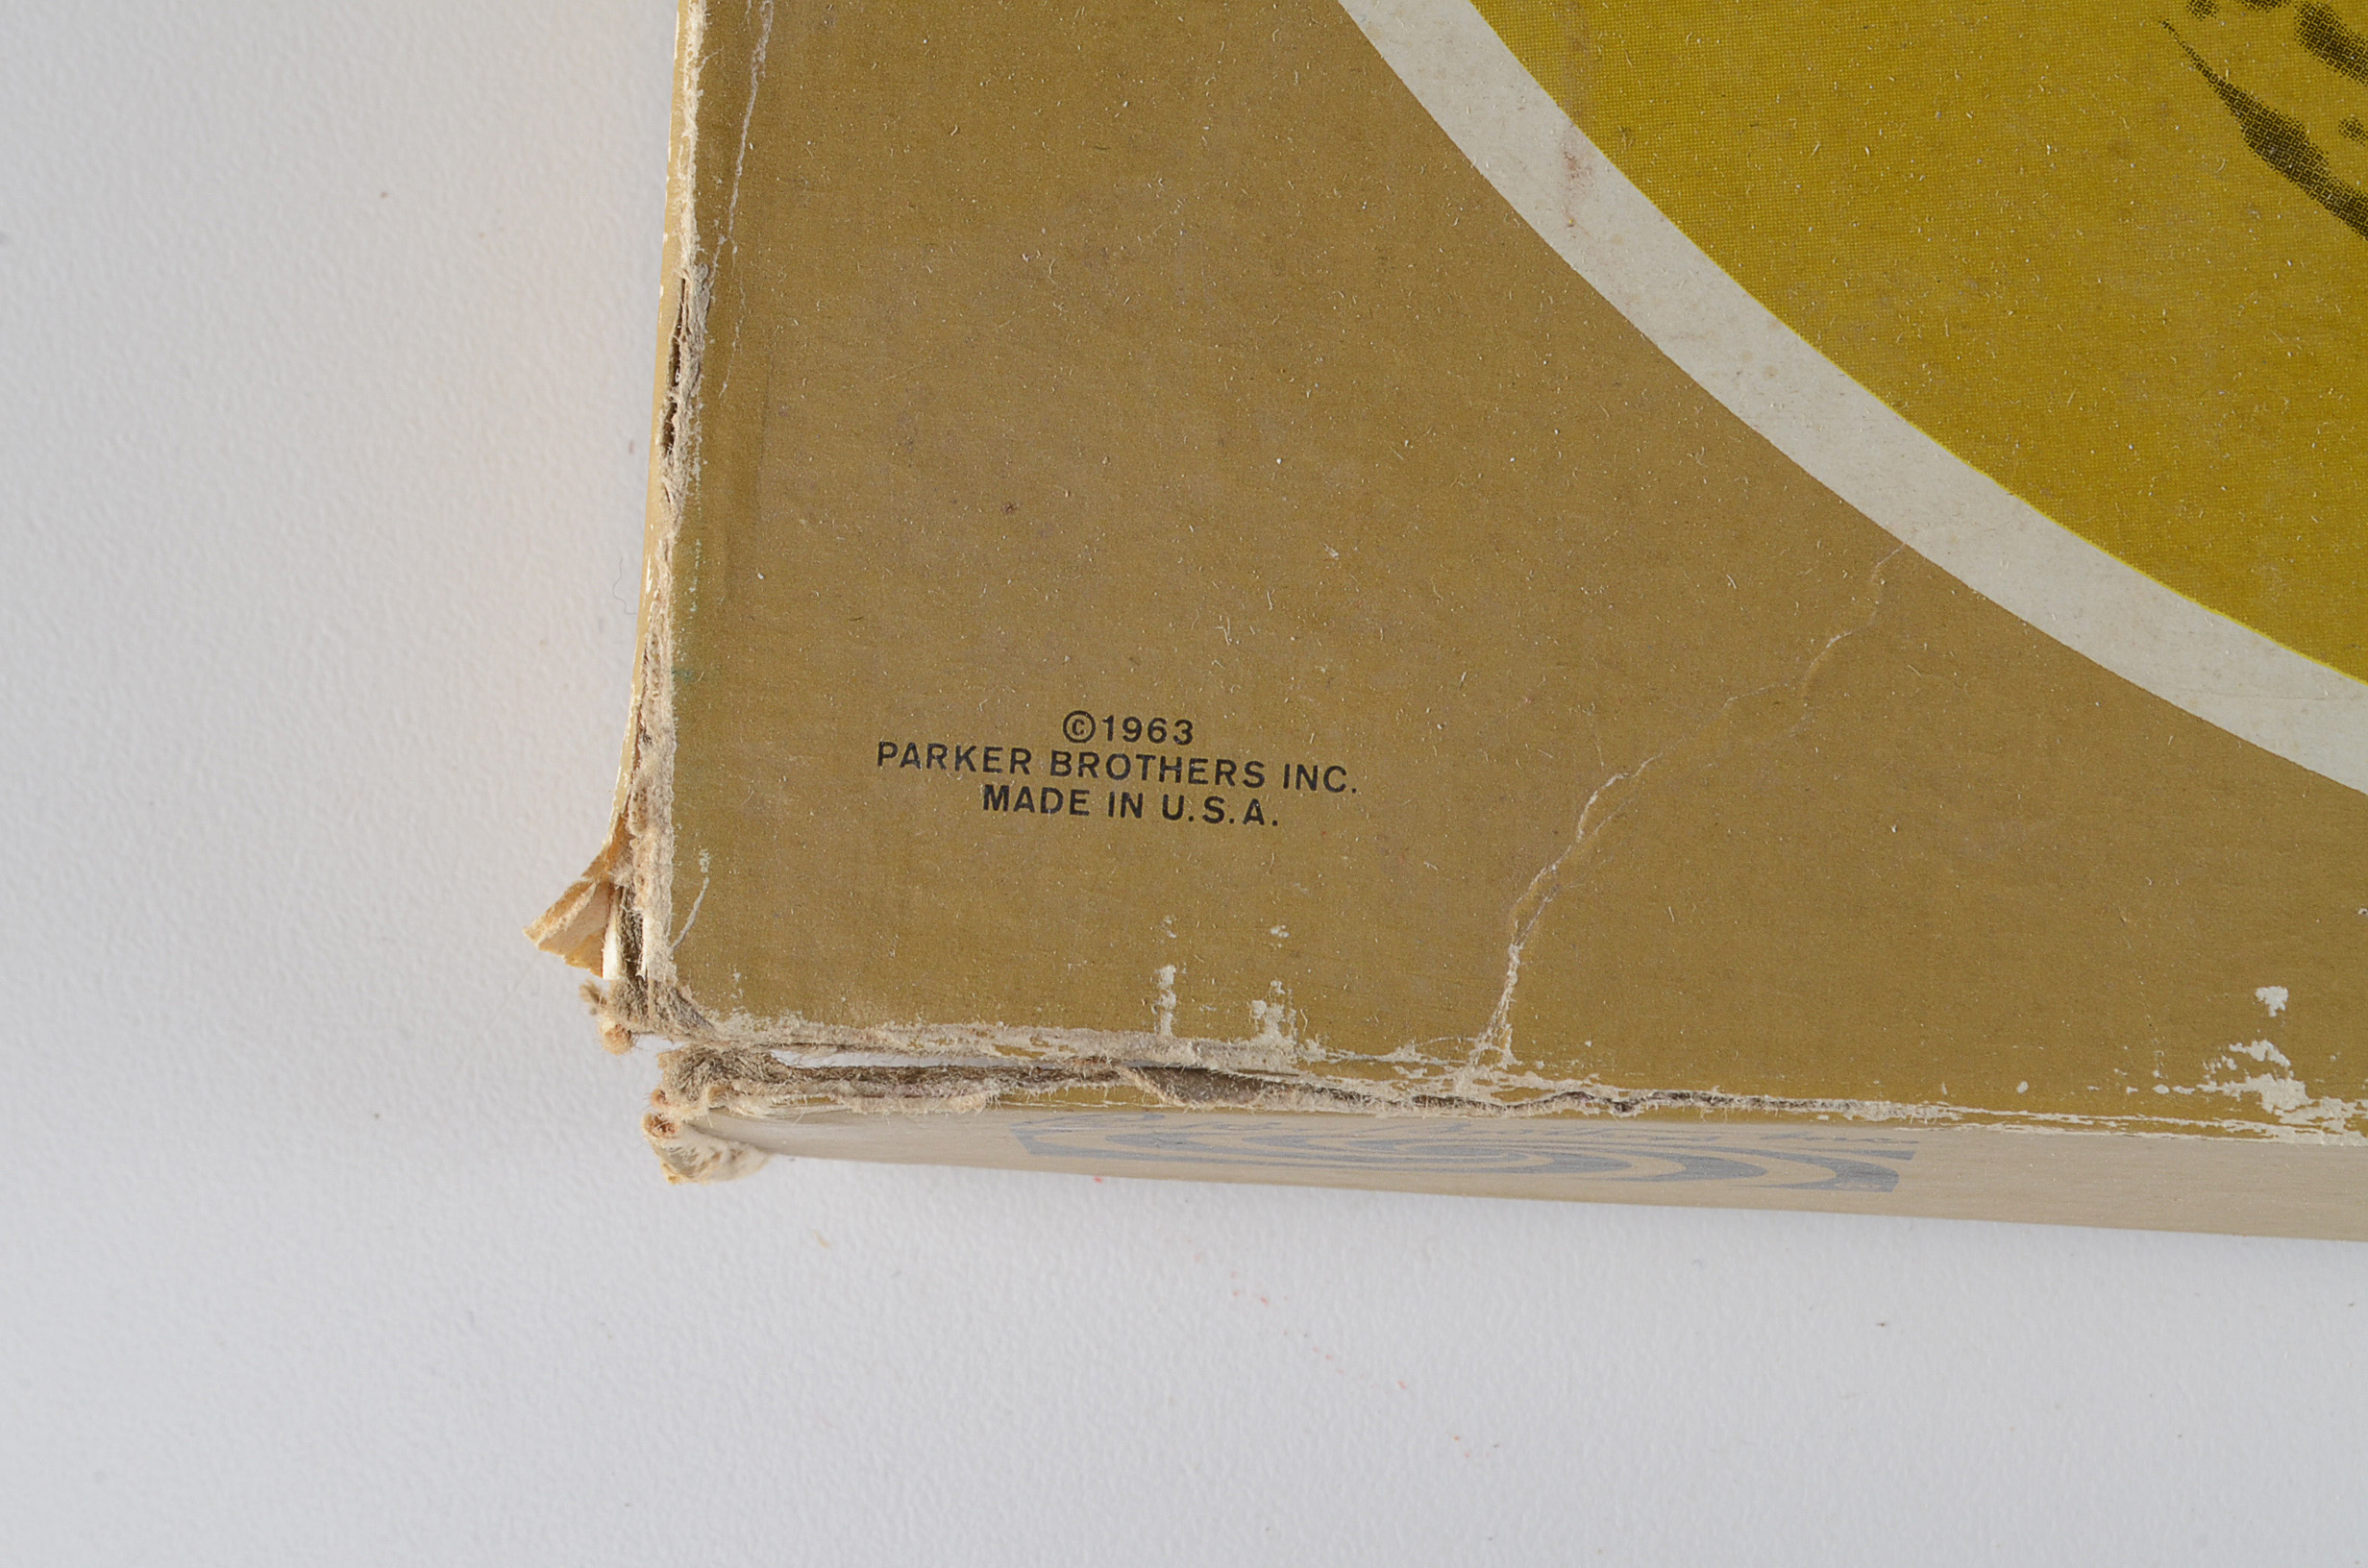 ©1963
PARKER BROTHERS INC.
MADE IN U.S.A.